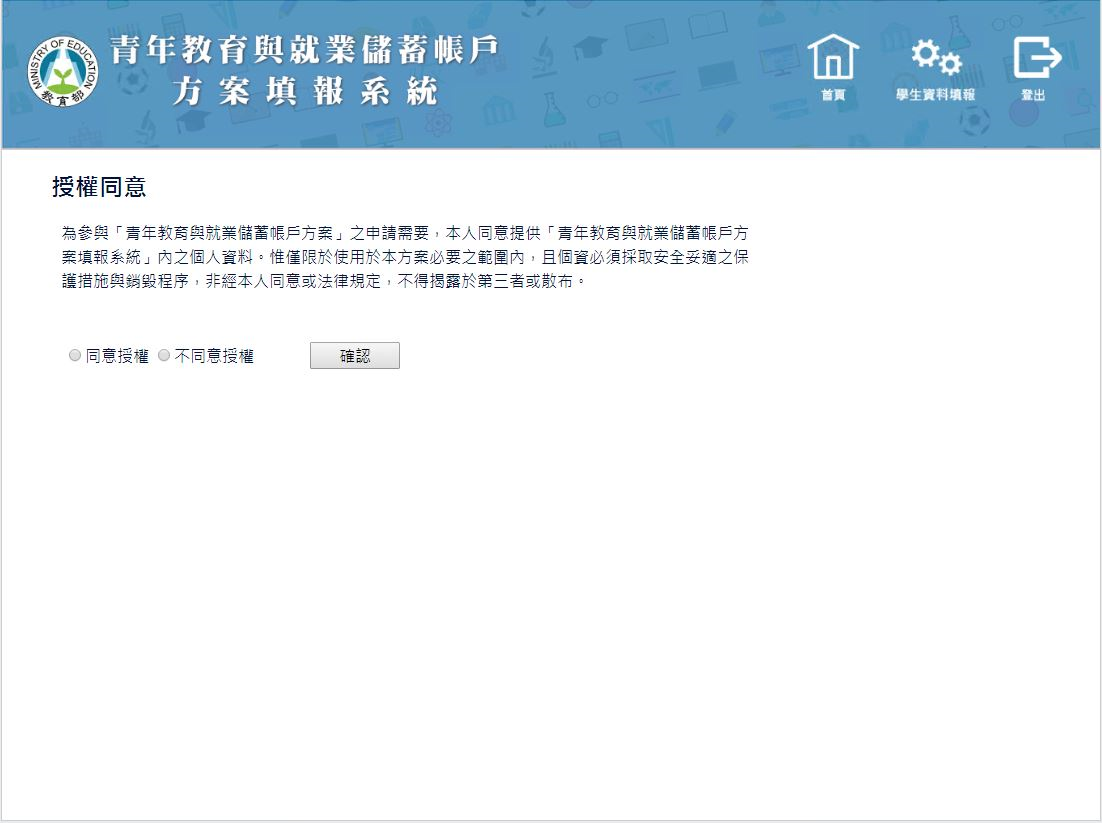 MINISTRY OF EDUCATION
教育部
青年教育與就業儲蓄帳戶
方案填報系統
首頁
學生資料填報
登出
授權同意
為參與「青年教育與就業儲蓄帳戶方案」之申請需要，本人同意提供「青年教育與就業儲蓄帳戶方
案填報系統」內之個人資料。惟僅限於使用於本方案必要之範圍內，且個資必須採取安全妥適之保
護措施與銷毀程序，非經本人同意或法律規定，不得揭露於第三者或散布。
同意授權 不同意授權 確認